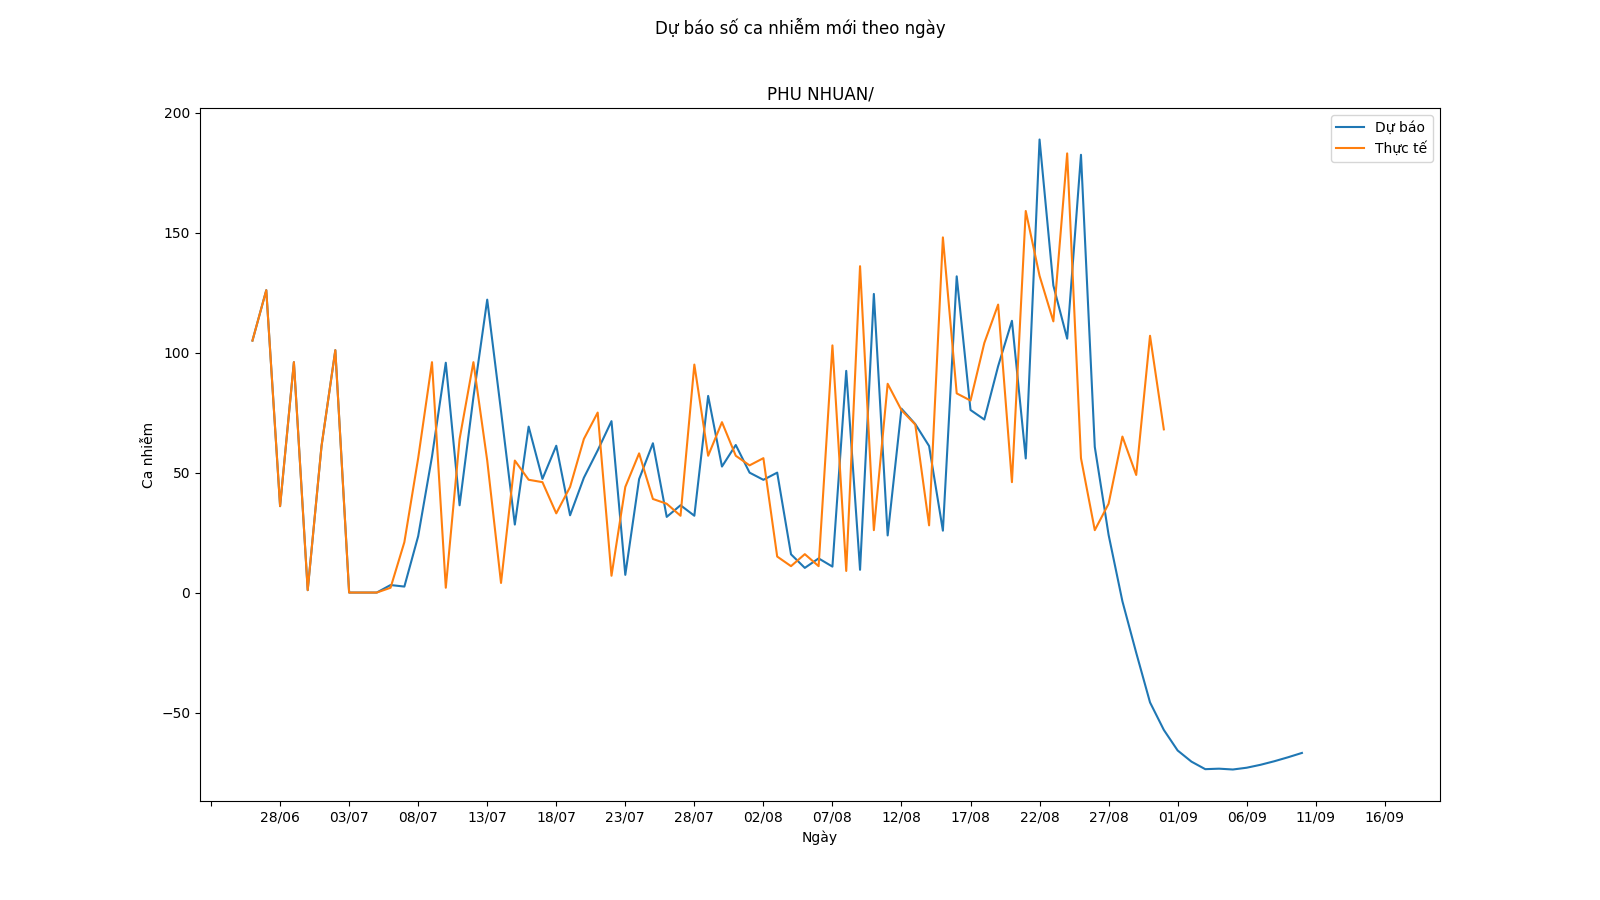 Dự báo số ca nhiễm mới theo ngày
PHU NHUAN/
Dự báo
Thực tế
200
150
100
50
0
−50
Ca nhiễm
28/06 03/07 08/07 13/07 18/07 23/07 28/07 02/08 07/08 12/08 17/08 22/08 27/08 01/09 06/09 11/09 16/09
Ngày